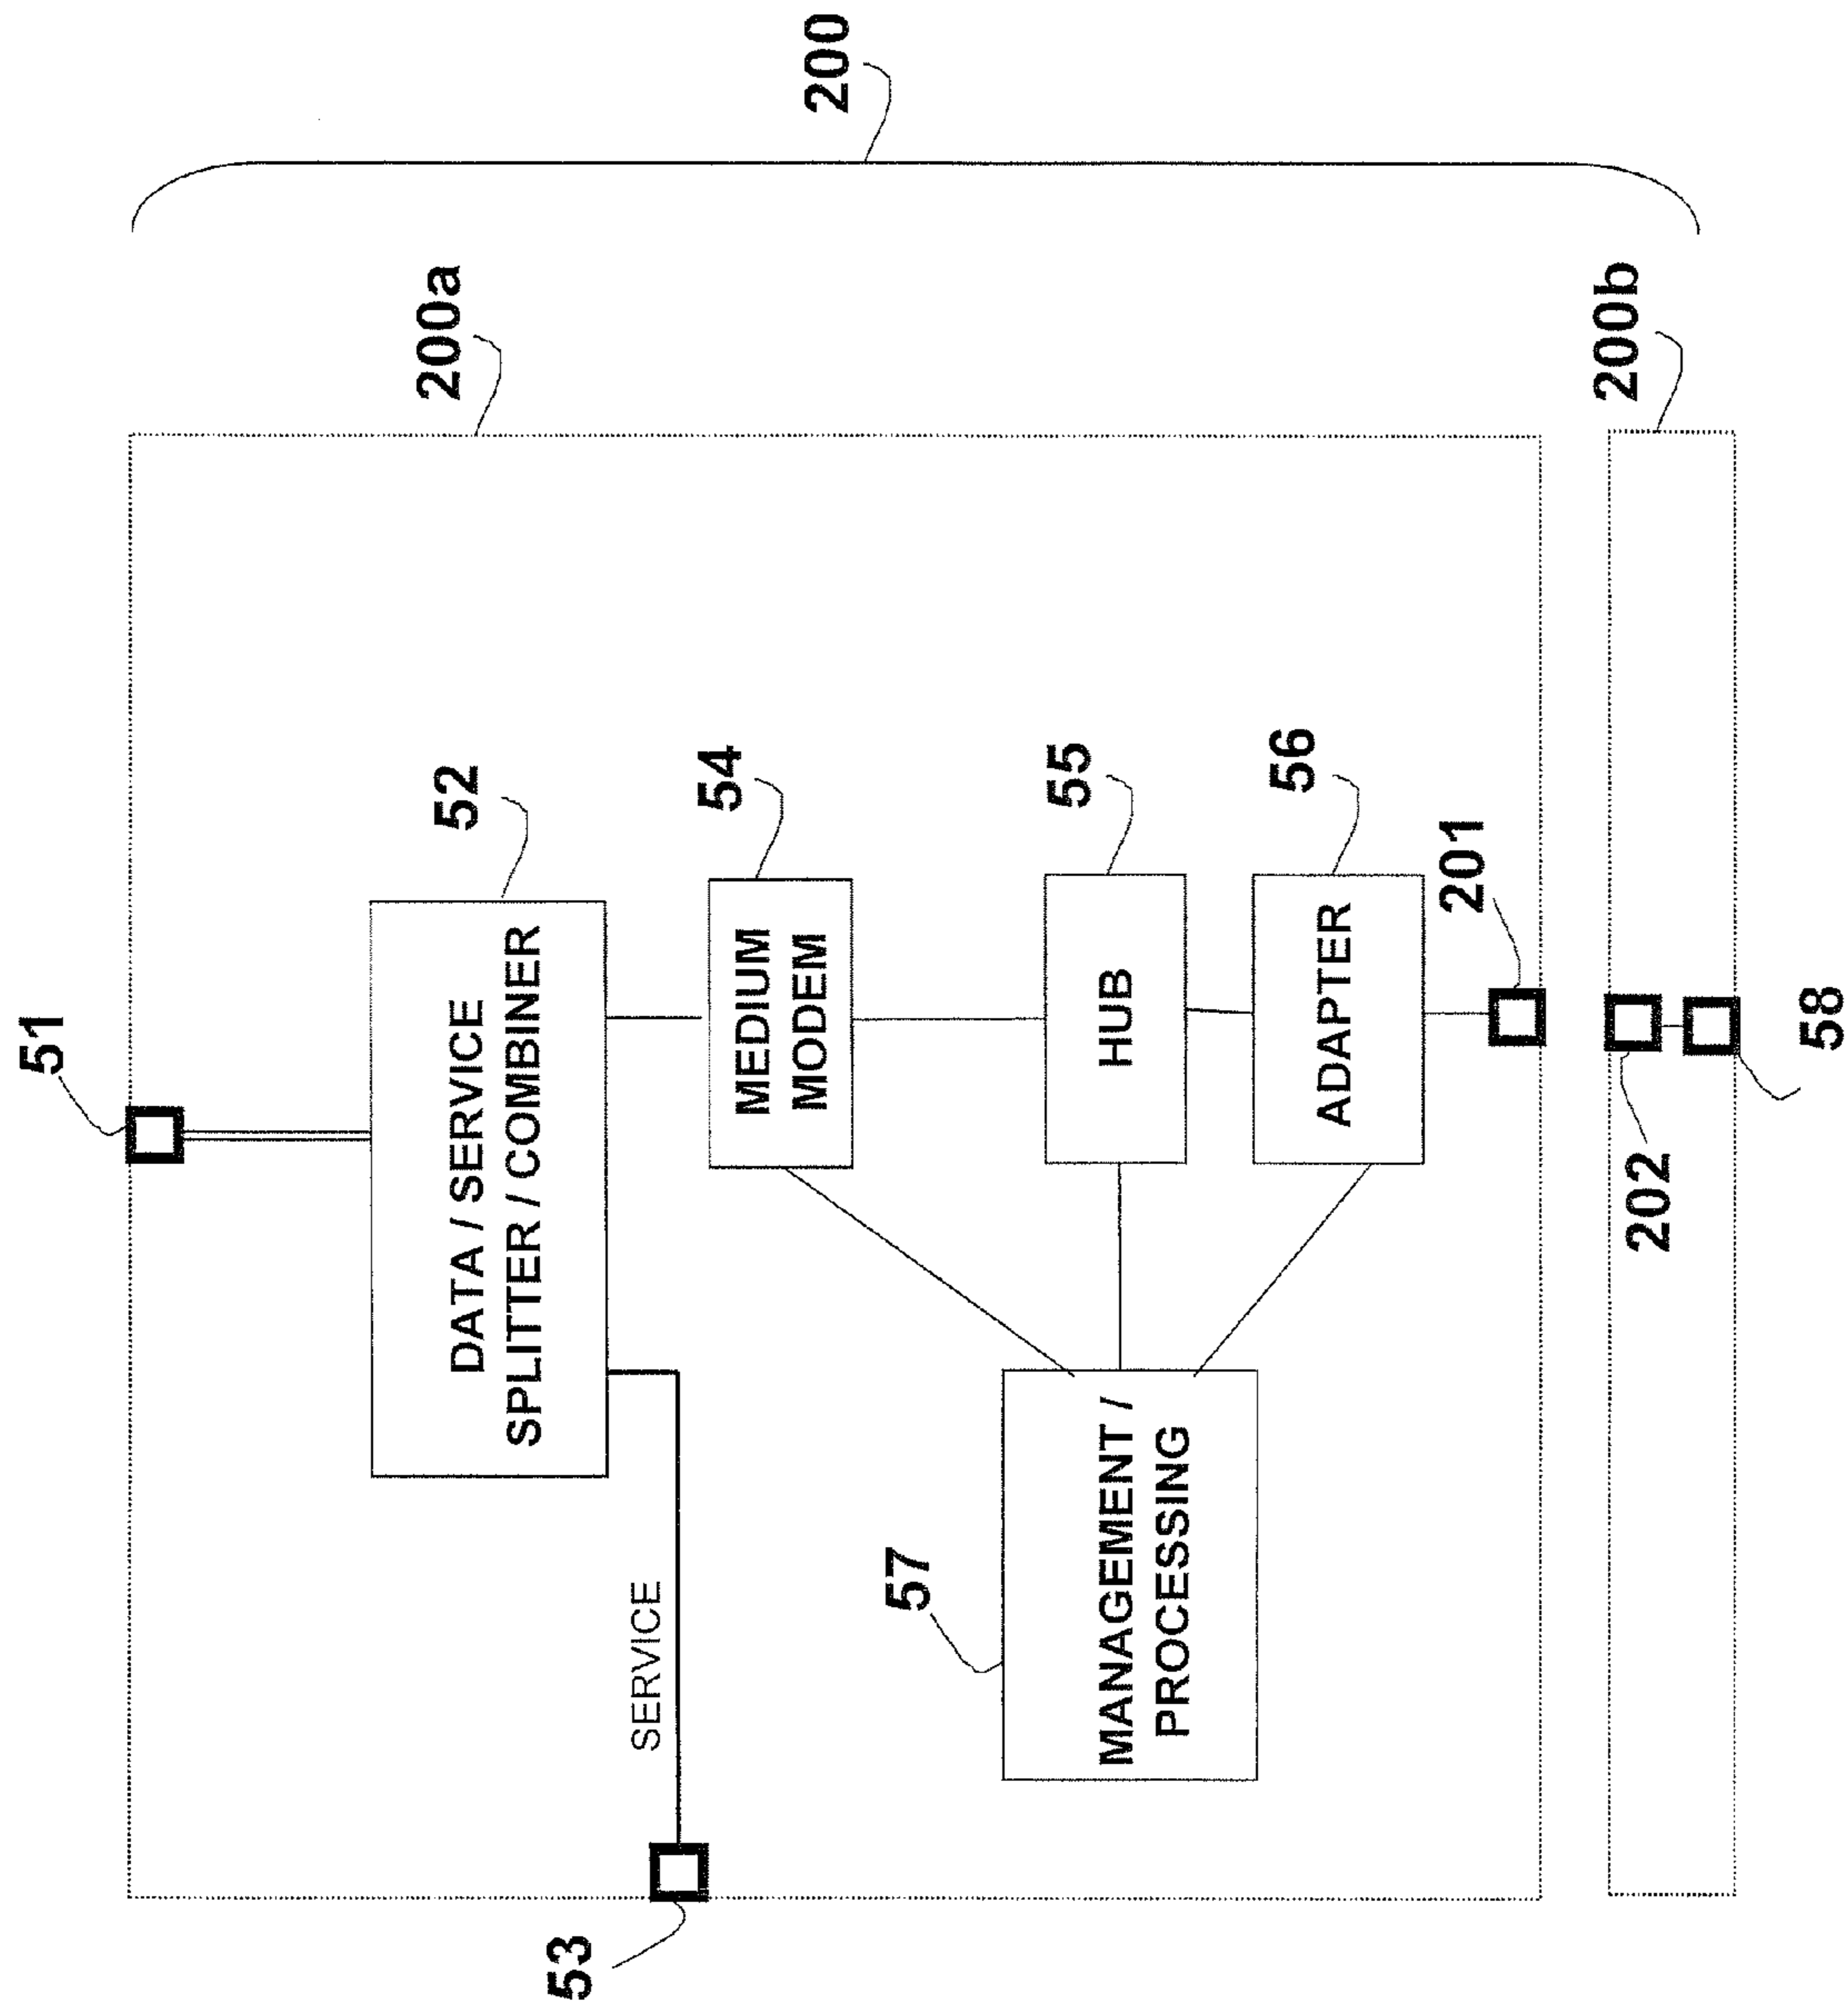 51
200a
52
DATA / SERVICE
SPLITTER / COMBINER
53
SERVICE
54
MEDIUM
MODEM
200
57
55
MANAGEMENT /
PROCESSING
HUB
56
ADAPTER
201
200b
202
58